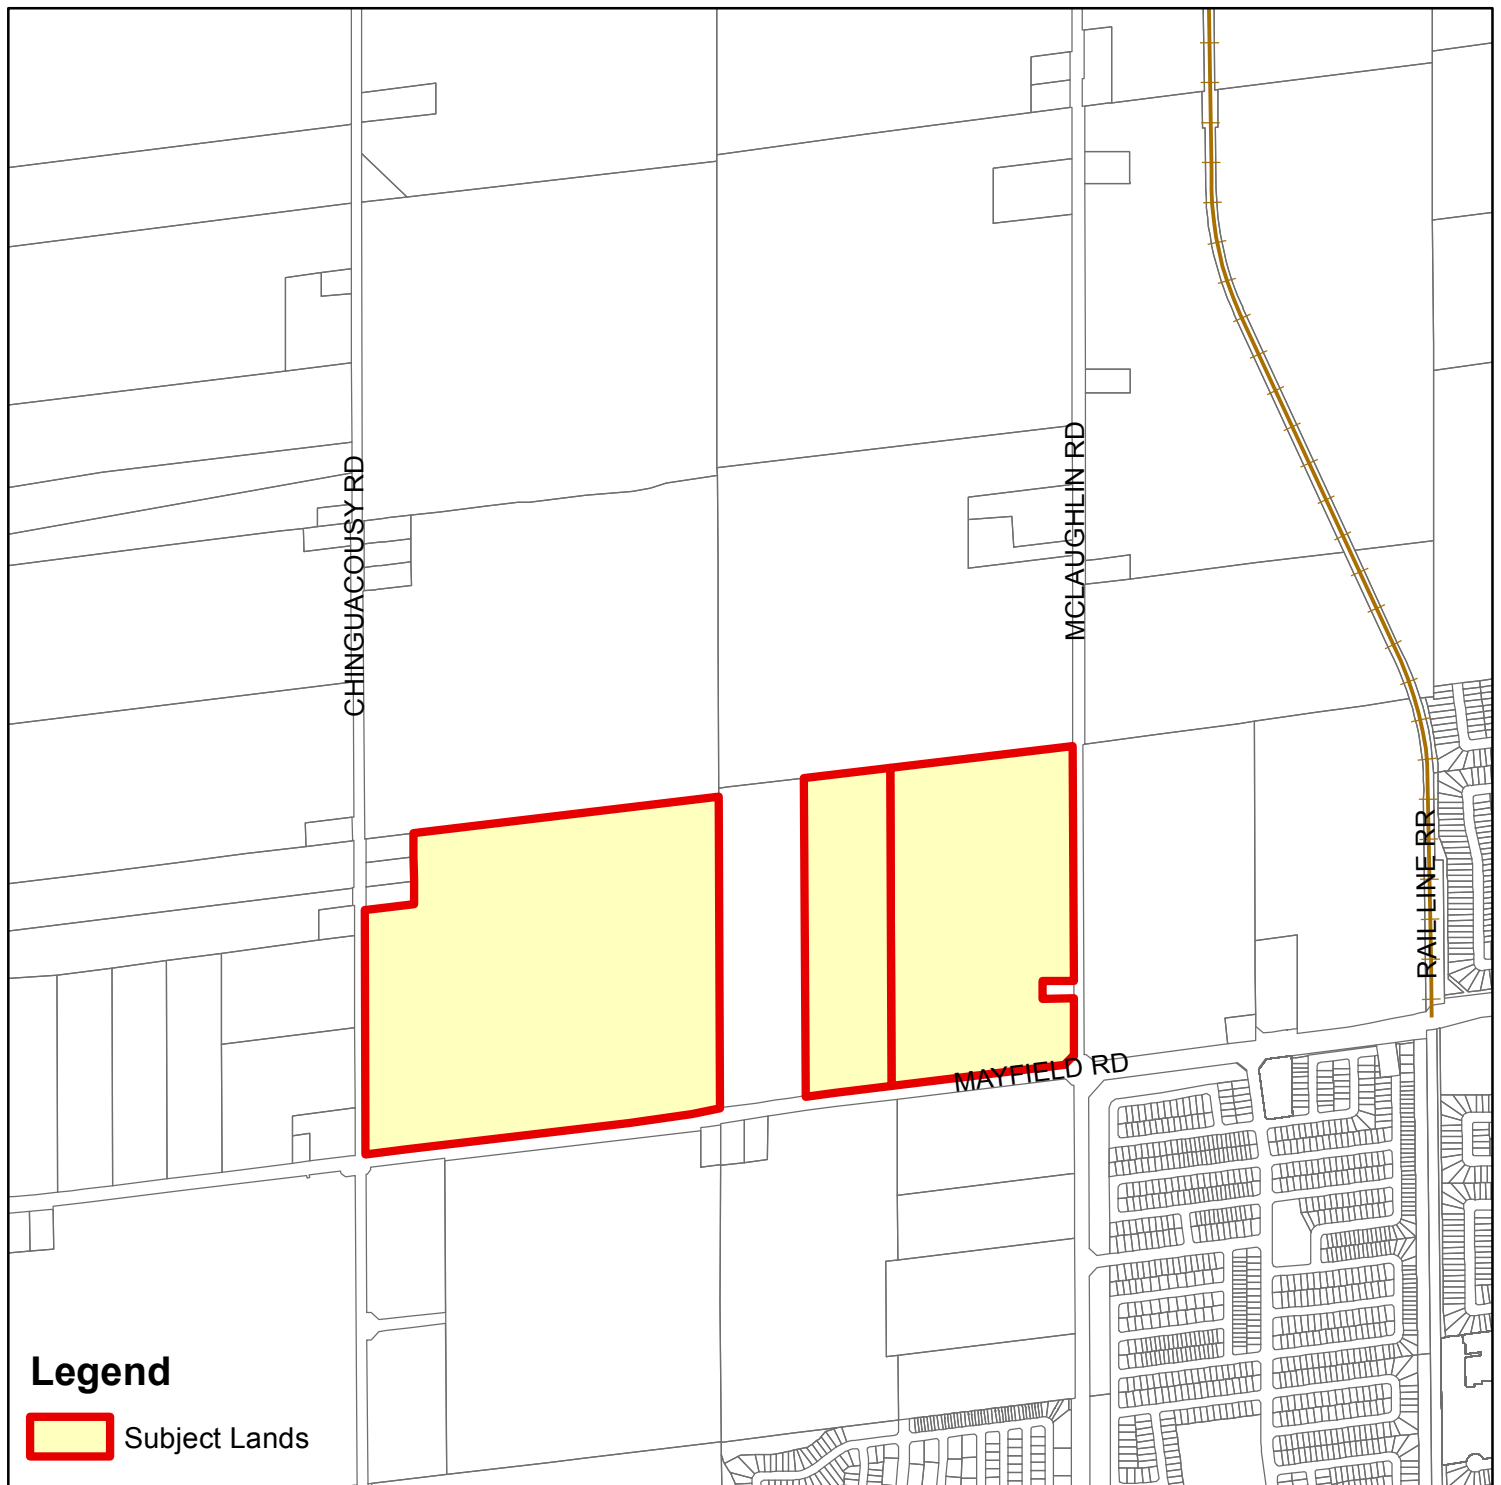 CHINGUACOUSY RD
MCLAUGHLIN RD
RAIL LINE RR
MAYFIELD RD
Legend
Subject Lands